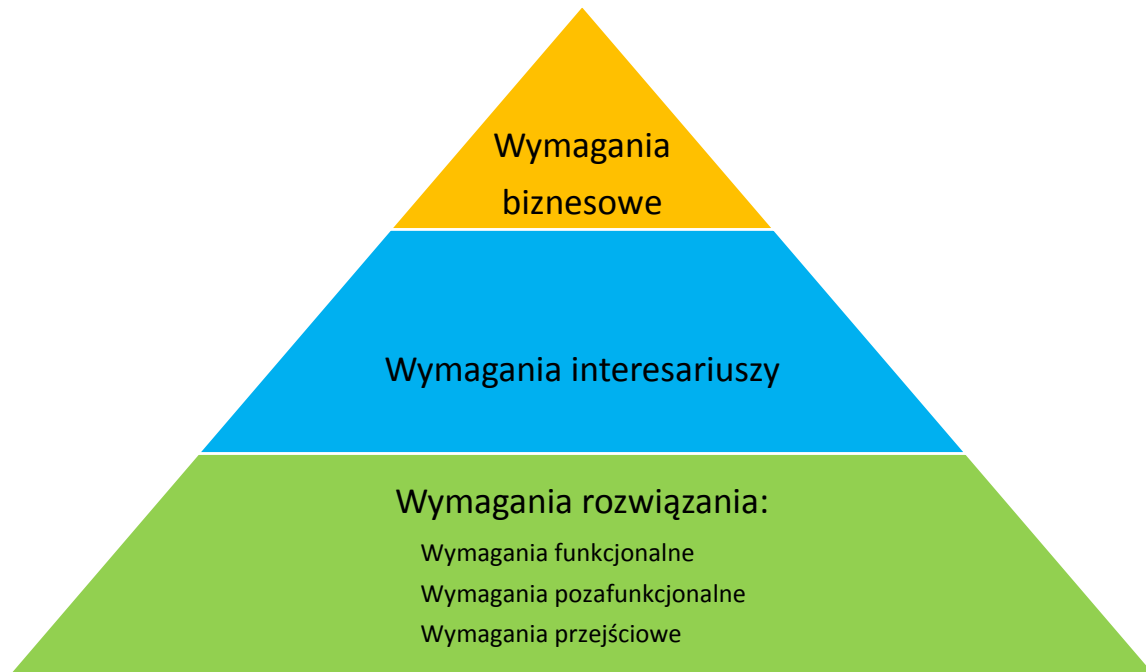 Wymagania
biznesowe
Wymagania interesariuszy
Wymagania rozwiązania:
Wymagania funkcjonalne
Wymagania pozafunkcjonalne
Wymagania przejściowe